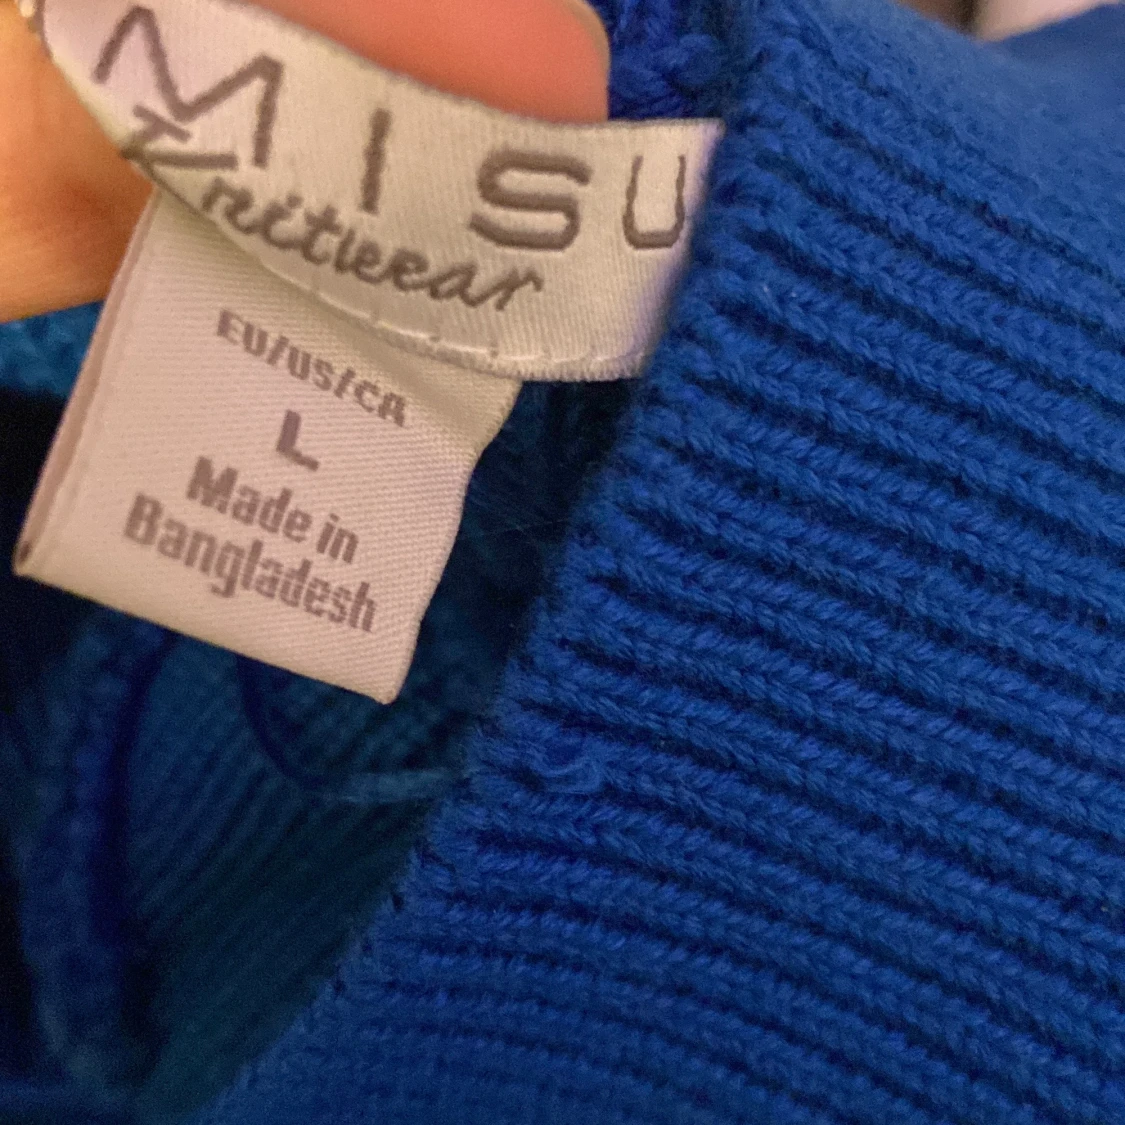 MISU
Knitwear
EU/US/CA
L
Made in
Bangladesh